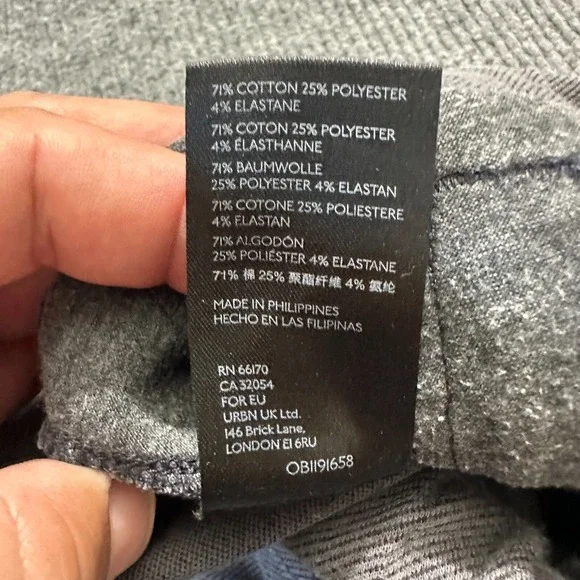 71% COTTON 25% POLYESTER
4% ELASTANE
71% COTON 25% POLYESTER
4% ÉLASTHANNE
71% BAUMWOLLE
25% POLYESTER 4% ELASTAN
71% COTONE 25% POLIESTERE
4% ELASTAN
71% ALGODÓN
25% POLIÉSTER 4% ELASTANE
71% 棉 25% 聚酯纤维 4% 氨纶
MADE IN PHILIPPINES
HECHO EN LAS FILIPINAS
RN 66170
CA 32054
FOR EU
URBN UK Ltd.
146 Brick Lane,
LONDON E1 6RU
OB1191658